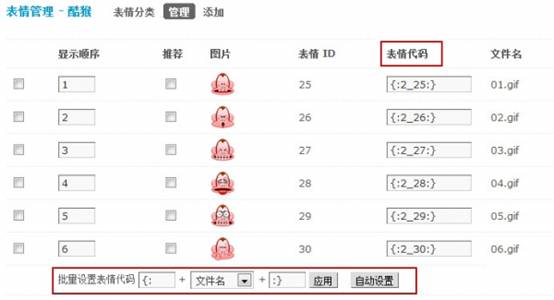 表情管理 - 酷猴 表情分类 管理 添加
显示顺序 推荐 图片 表情 ID 表情代码 文件名
1 25 {:2_25:} 01.gif
2 26 {:2_26:} 02.gif
3 27 {:2_27:} 03.gif
4 28 {:2_28:} 04.gif
5 29 {:2_29:} 05.gif
6 30 {:2_30:} 06.gif
批量设置表情代码 {: + 文件名 + :} 应用 自动设置